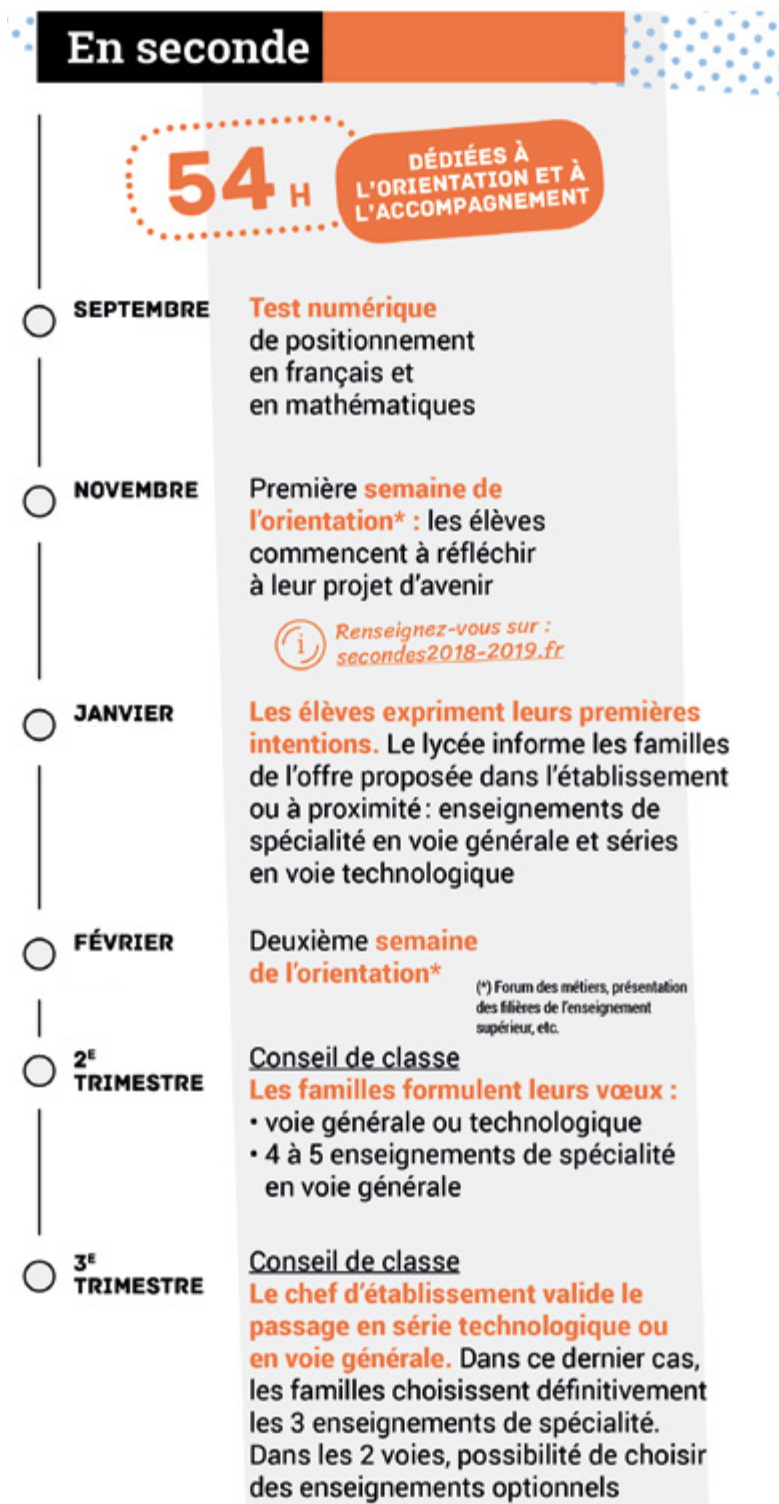 En seconde
54 H
DÉDIÉES À
L'ORIENTATION ET À
L'ACCOMPAGNEMENT
SEPTEMBRE
Test numérique
de positionnement
en français et
en mathématiques
NOVEMBRE
Première semaine de
l'orientation* : les élèves
commencent à réfléchir
à leur projet d'avenir
i
Renseignez-vous sur :
secondes2018-2019.fr
JANVIER
Les élèves expriment leurs premières
intentions. Le lycée informe les familles
de l'offre proposée dans l'établissement
ou à proximité : enseignements de
spécialité en voie générale et séries
en voie technologique
FÉVRIER
Deuxième semaine
de l'orientation*
(*) Forum des métiers, présentation
des filières de l'enseignement
supérieur, etc.
2E
TRIMESTRE
Conseil de classe
Les familles formulent leurs vœux :
• voie générale ou technologique
• 4 à 5 enseignements de spécialité
en voie générale
3E
TRIMESTRE
Conseil de classe
Le chef d'établissement valide le
passage en série technologique ou
en voie générale. Dans ce dernier cas,
les familles choisissent définitivement
les 3 enseignements de spécialité.
Dans les 2 voies, possibilité de choisir
des enseignements optionnels